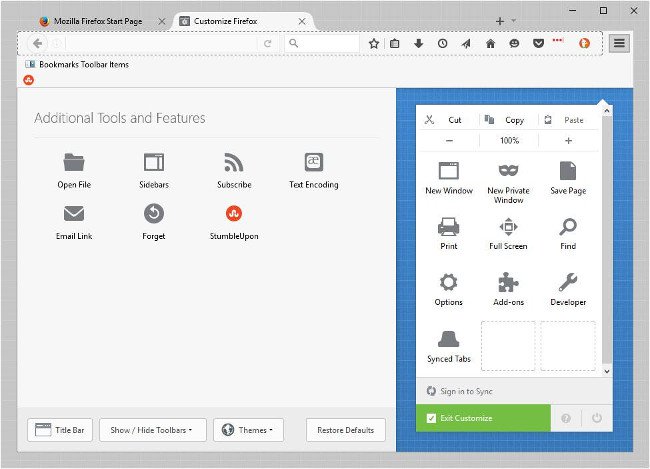 Mozilla Firefox Start Page
Customize Firefox
Bookmarks Toolbar Items
Additional Tools and Features
Open File
Sidebars
Subscribe
æ
Text Encoding
Email Link
Forget
StumbleUpon
Cut
Copy
Paste
100%
New Window
New Private
Window
Save Page
Print
Full Screen
Find
Options
Add-ons
Developer
Synced Tabs
Sign in to Sync
Exit Customize
Title Bar
Show / Hide Toolbars
Themes
Restore Defaults